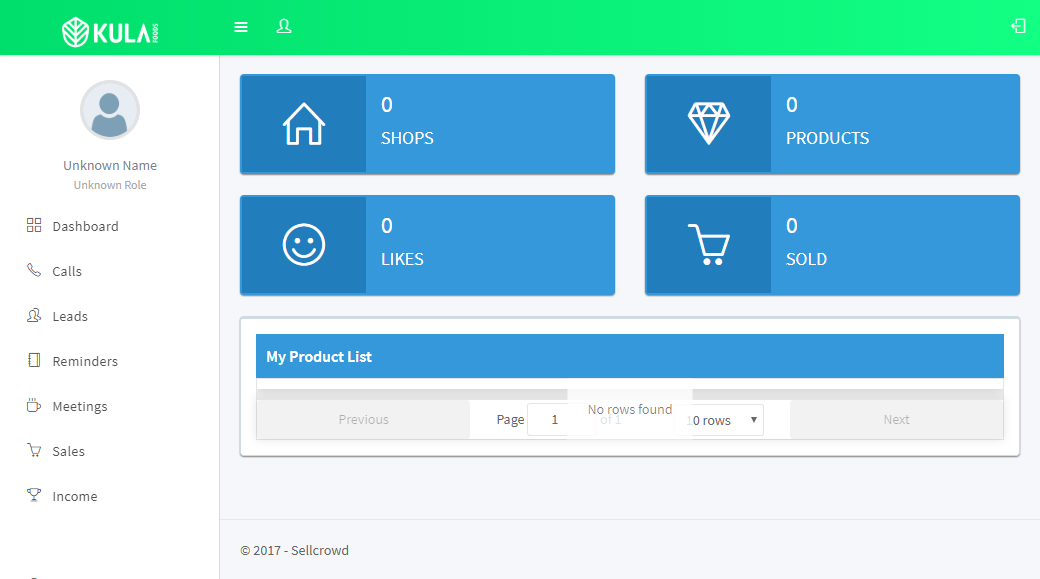 KULA FOODS
Unknown Name
Unknown Role
Dashboard
Calls
Leads
Reminders
Meetings
Sales
Income
0
SHOPS
0
PRODUCTS
0
LIKES
0
SOLD
My Product List
No rows found
Previous
Page 1 of 1
10 rows
Next
© 2017 - Sellcrowd